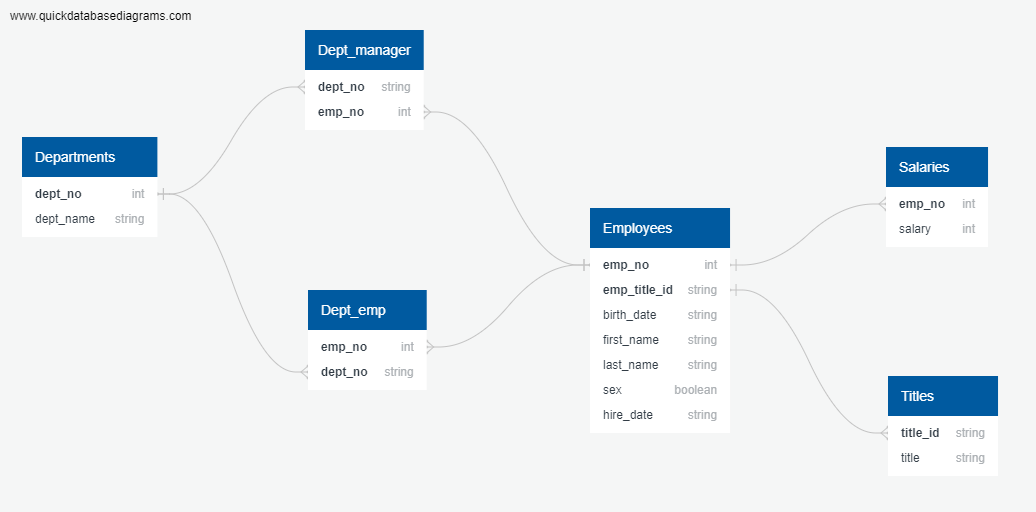 www.quickdatabasediagrams.com
Dept_manager
dept_no string
emp_no int
Departments
dept_no int
dept_name string
Dept_emp
emp_no int
dept_no string
Employees
emp_no int
emp_title_id string
birth_date string
first_name string
last_name string
sex boolean
hire_date string
Salaries
emp_no int
salary int
Titles
title_id string
title string